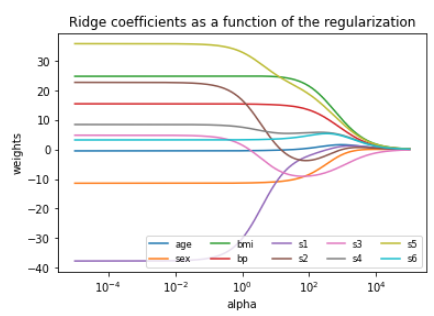 Ridge coefficients as a function of the regularization
weights
30
20
10
0
−10
−20
−30
−40
age
sex
bmi
bp
s1
s2
s3
s4
s5
s6
10⁻⁴
10⁻²
10⁰
10²
10⁴
alpha